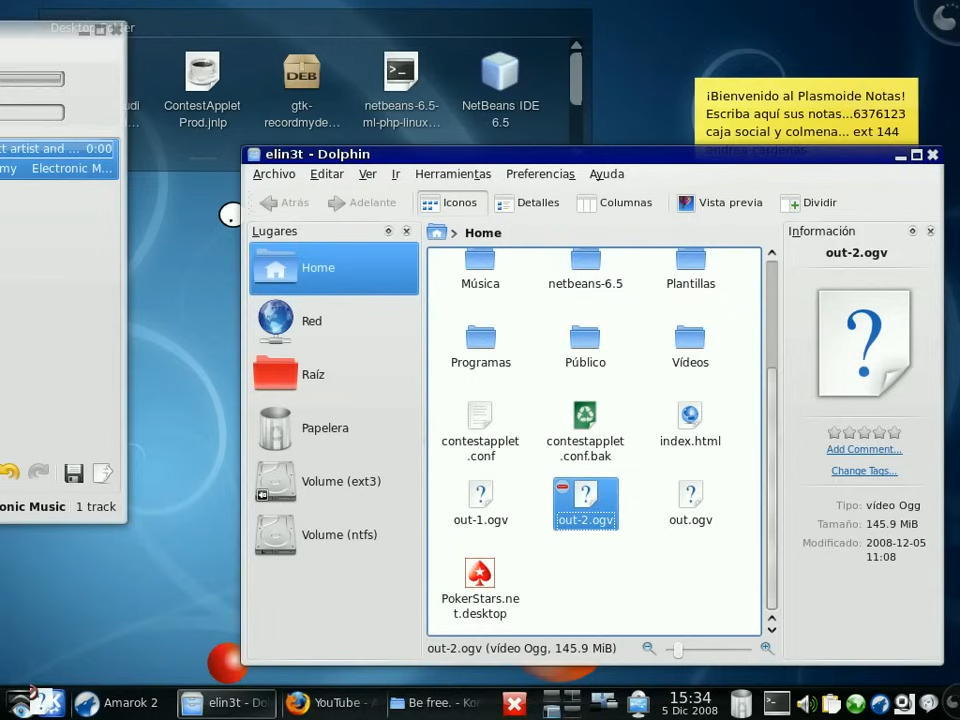 Desktop Folder
ContestApplet
Prod.jnlp
DEB
gtk-
recordmyde...
netbeans-6.5-
ml-php-linux...
NetBeans IDE
6.5
¡Bienvenido al Plasmoide Notas!
Escriba aquí sus notas...6376123
caja social y colmena... ext 144
andrea cardenas
ct artist and ... 0:00
my Electronic M...
onic Music 1 track
elin3t - Dolphin
Archivo Editar Ver Ir Herramientas Preferencias Ayuda
Atrás Adelante Iconos Detalles Columnas Vista previa Dividir
Lugares
Home
Red
Raíz
Papelera
Volume (ext3)
Volume (ntfs)
Home
Música
netbeans-6.5
Plantillas
Programas
Público
Vídeos
contestapplet
.conf
contestapplet
.conf.bak
index.html
out-1.ogv
out-2.ogv
out.ogv
PokerStars.ne
t.desktop
out-2.ogv (vídeo Ogg, 145.9 MiB)
Información
out-2.ogv
Add Comment...
Change Tags...
Tipo: vídeo Ogg
Tamaño: 145.9 MiB
Modificado: 2008-12-05
11:08
Amarok 2
elin3t - Do
YouTube -
Be free. - Ko
15:34
5 Dic 2008